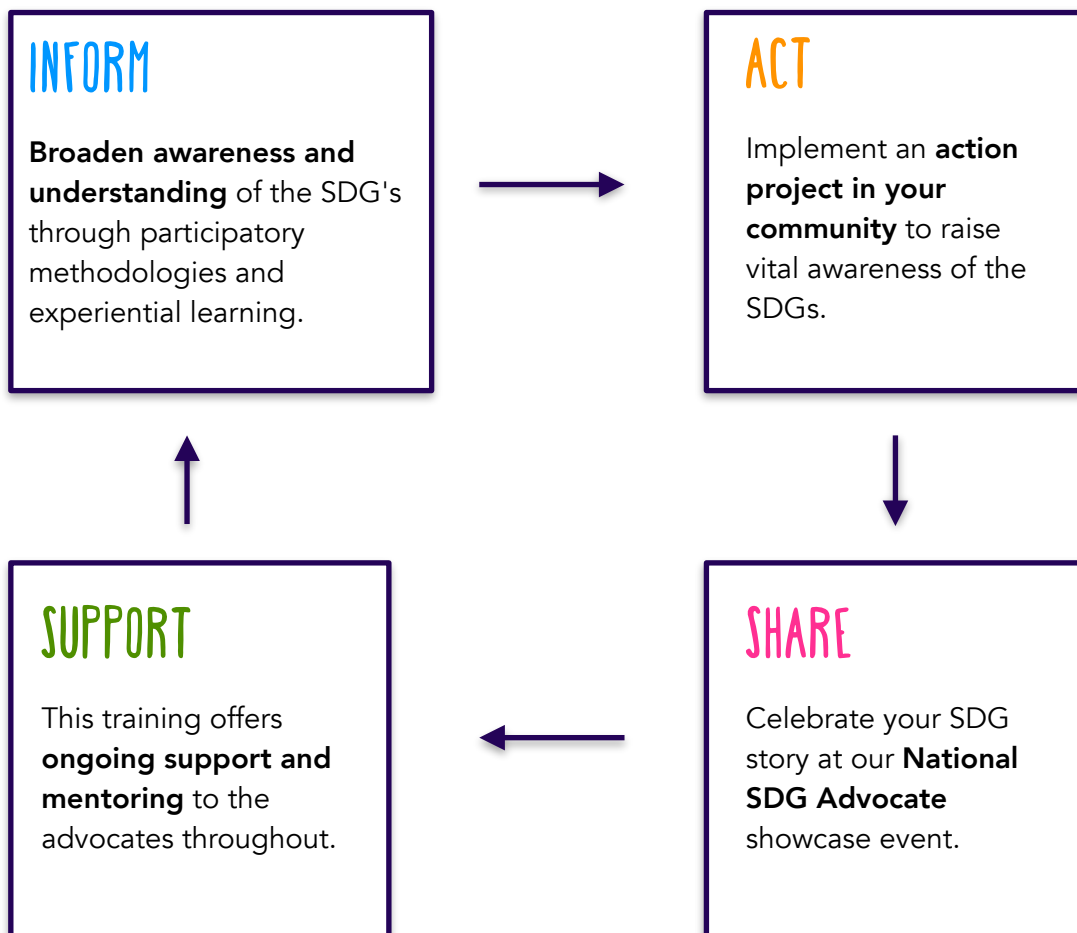 INFORM
Broaden awareness and
understanding of the SDG's
through participatory
methodologies and
experiential learning.
ACT
Implement an action
project in your
community to raise
vital awareness of the
SDGs.
SUPPORT
This training offers
ongoing support and
mentoring to the
advocates throughout.
SHARE
Celebrate your SDG
story at our National
SDG Advocate
showcase event.